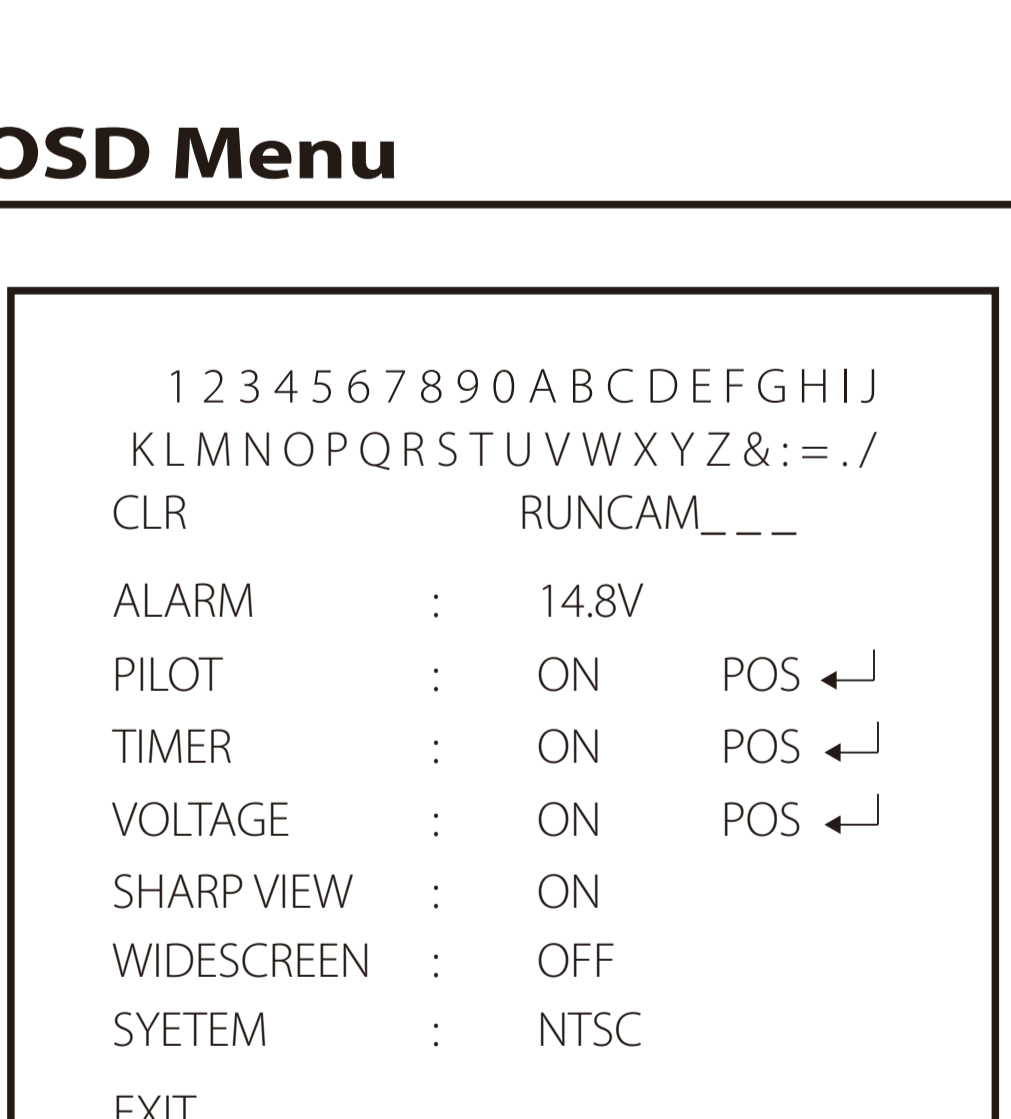 OSD Menu
1 2 3 4 5 6 7 8 9 0 A B C D E F G H I J
K L M N O P Q R S T U V W X Y Z & : = . /
CLR RUNCAM_ _ _
ALARM : 14.8V
PILOT : ON POS
TIMER : ON POS
VOLTAGE : ON POS
SHARP VIEW : ON
WIDESCREEN : OFF
SYETEM : NTSC
EXIT